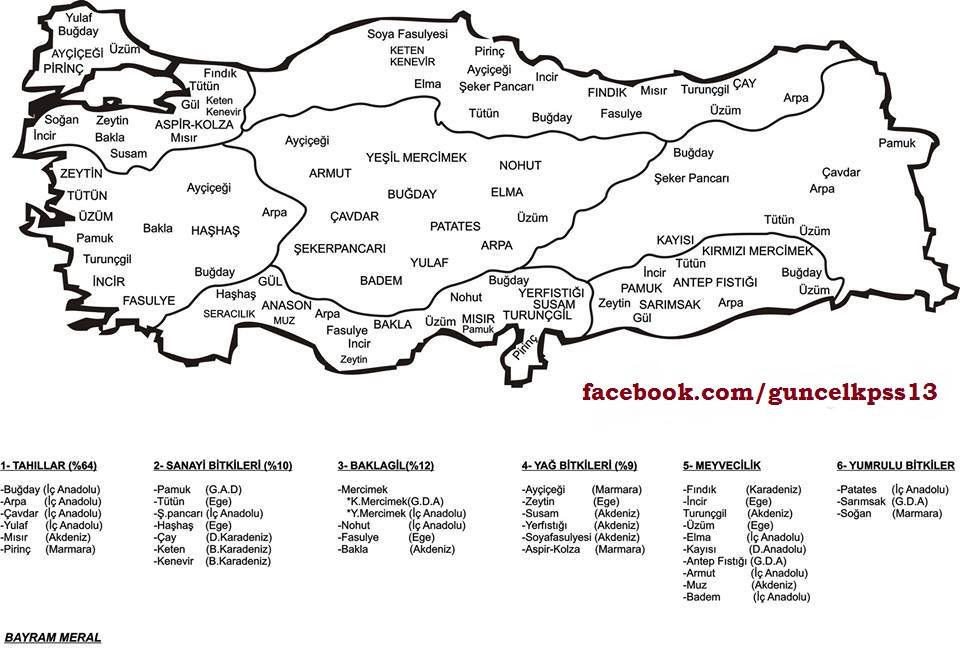 Yulaf
Buğday
AYÇİÇEĞİ
Üzüm
PİRİNÇ
Fındık
Tütün
Gül
Keten
Kenevir
ASPİR-KOLZA
Mısır
Soğan
Zeytin
İncir
Bakla
Susam
Soya Fasulyesi
KETEN
KENEVİR
Elma
Pirinç
Ayçiçeği
Şeker Pancarı
Incir
Tütün
Buğday
FINDIK
Mısır
Fasulye
Turunçgil
ÇAY
Üzüm
Arpa
ZEYTİN
TÜTÜN
ÜZÜM
Pamuk
Turunçgil
İNCİR
FASULYE
Ayçiçeği
Bakla
HAŞHAŞ
Arpa
Buğday
Ayçiçeği
ARMUT
YEŞİL MERCİMEK
NOHUT
BUĞDAY
ELMA
ÇAVDAR
PATATES
Üzüm
ŞEKERPANCARI
ARPA
YULAF
BADEM
Buğday
Şeker Pancarı
Pamuk
Çavdar
Arpa
Tütün
Üzüm
KAYISI
KIRMIZI MERCİMEK
Tütün
İncir
PAMUK
ANTEP FISTIĞI
Buğday
Üzüm
Zeytin
SARIMSAK
Arpa
Gül
GÜL
Haşhaş
SERACILIK
ANASON
MUZ
Arpa
Fasulye
İncir
Zeytin
BAKLA
Nohut
Üzüm
MISIR
Pamuk
Buğday
YERFISTIĞI
SUSAM
TURUNÇGİL
Pirinç
facebook.com/guncelkpss13
1- TAHILLAR (%64)
-Buğday (İç Anadolu)
-Arpa (İç Anadolu)
-Çavdar (İç Anadolu)
-Yulaf (İç Anadolu)
-Mısır (Akdeniz)
-Pirinç (Marmara)
2- SANAYİ BİTKİLERİ (%10)
-Pamuk (G.A.D)
-Tütün (Ege)
-Ş.pancarı (İç Anadolu)
-Haşhaş (Ege)
-Çay (D.Karadeniz)
-Keten (B.Karadeniz)
-Kenevir (B.Karadeniz)
3- BAKLAGİL(%12)
-Mercimek
*K.Mercimek(G.D.A)
*Y.Mercimek (İç Anadolu)
-Nohut (İç Anadolu)
-Fasulye (Ege)
-Bakla (Akdeniz)
4- YAĞ BİTKİLERİ (%9)
-Ayçiçeği (Marmara)
-Zeytin (Ege)
-Susam (Akdeniz)
-Yerfıstığı (Akdeniz)
-Soyafasulyesi (Akdeniz)
-Aspir-Kolza (Marmara)
5- MEYVECİLİK
-Fındık (Karadeniz)
-İncir (Ege)
Turunçgil (Akdeniz)
-Üzüm (Ege)
-Elma (İç Anadolu)
-Kayısı (D.Anadolu)
-Antep Fıstığı (G.D.A)
-Armut (İç Anadolu)
-Muz (Akdeniz)
-Badem (İç Anadolu)
6- YUMRULU BİTKİLER
-Patates (İç Anadolu)
-Sarımsak (G.D.A)
-Soğan (Marmara)
BAYRAM MERAL